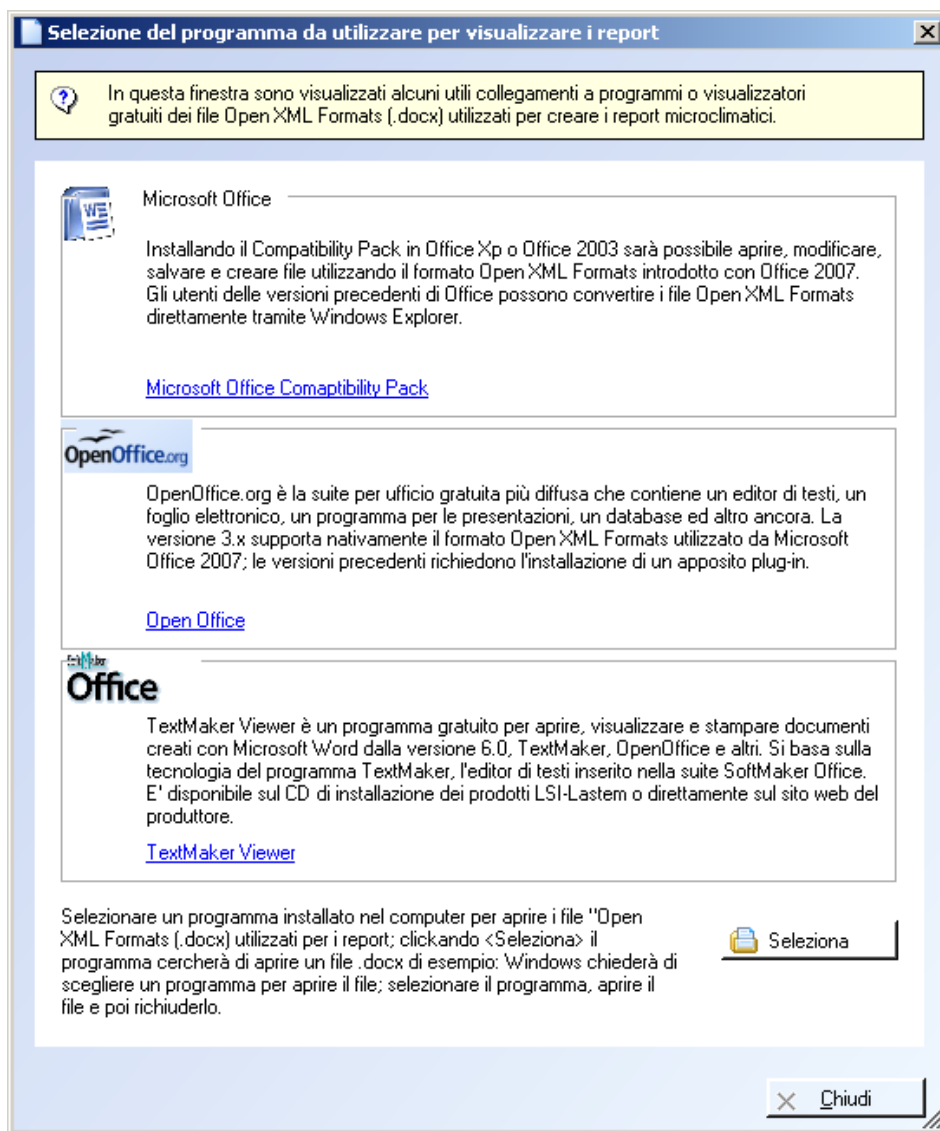 Selezione del programma da utilizzare per visualizzare i report
In questa finestra sono visualizzati alcuni utili collegamenti a programmi o visualizzatori
gratuiti dei file Open XML Formats (.docx) utilizzati per creare i report microclimatici.
Microsoft Office
Installando il Compatibility Pack in Office Xp o Office 2003 sarà possibile aprire, modificare,
salvare e creare file utilizzando il formato Open XML Formats introdotto con Office 2007.
Gli utenti delle versioni precedenti di Office possono convertire i file Open XML Formats
direttamente tramite Windows Explorer.
Microsoft Office Comaptibility Pack
OpenOffice.org
OpenOffice.org è la suite per ufficio gratuita più diffusa che contiene un editor di testi, un
foglio elettronico, un programma per le presentazioni, un database ed altro ancora. La
versione 3.x supporta nativamente il formato Open XML Formats utilizzato da Microsoft
Office 2007; le versioni precedenti richiedono l'installazione di un apposito plug-in.
Open Office
Office
TextMaker Viewer è un programma gratuito per aprire, visualizzare e stampare documenti
creati con Microsoft Word dalla versione 6.0, TextMaker, OpenOffice e altri. Si basa sulla
tecnologia del programma TextMaker, l'editor di testi inserito nella suite SoftMaker Office.
E' disponibile sul CD di installazione dei prodotti LSI-Lastem o direttamente sul sito web del
produttore.
TextMaker Viewer
Selezionare un programma installato nel computer per aprire i file "Open
XML Formats (.docx) utilizzati per i report; clickando <Seleziona> il
programma cercherà di aprire un file .docx di esempio: Windows chiederà di
scegliere un programma per aprire il file; selezionare il programma, aprire il
file e poi richiuderlo.
Seleziona
Chiudi